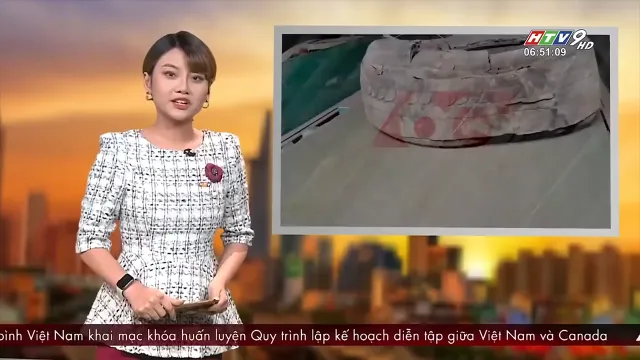 HTV9 HD
06:51:09
bình Việt Nam khai mạc khóa huấn luyện Quy trình lập kế hoạch diễn tập giữa Việt Nam và Canada